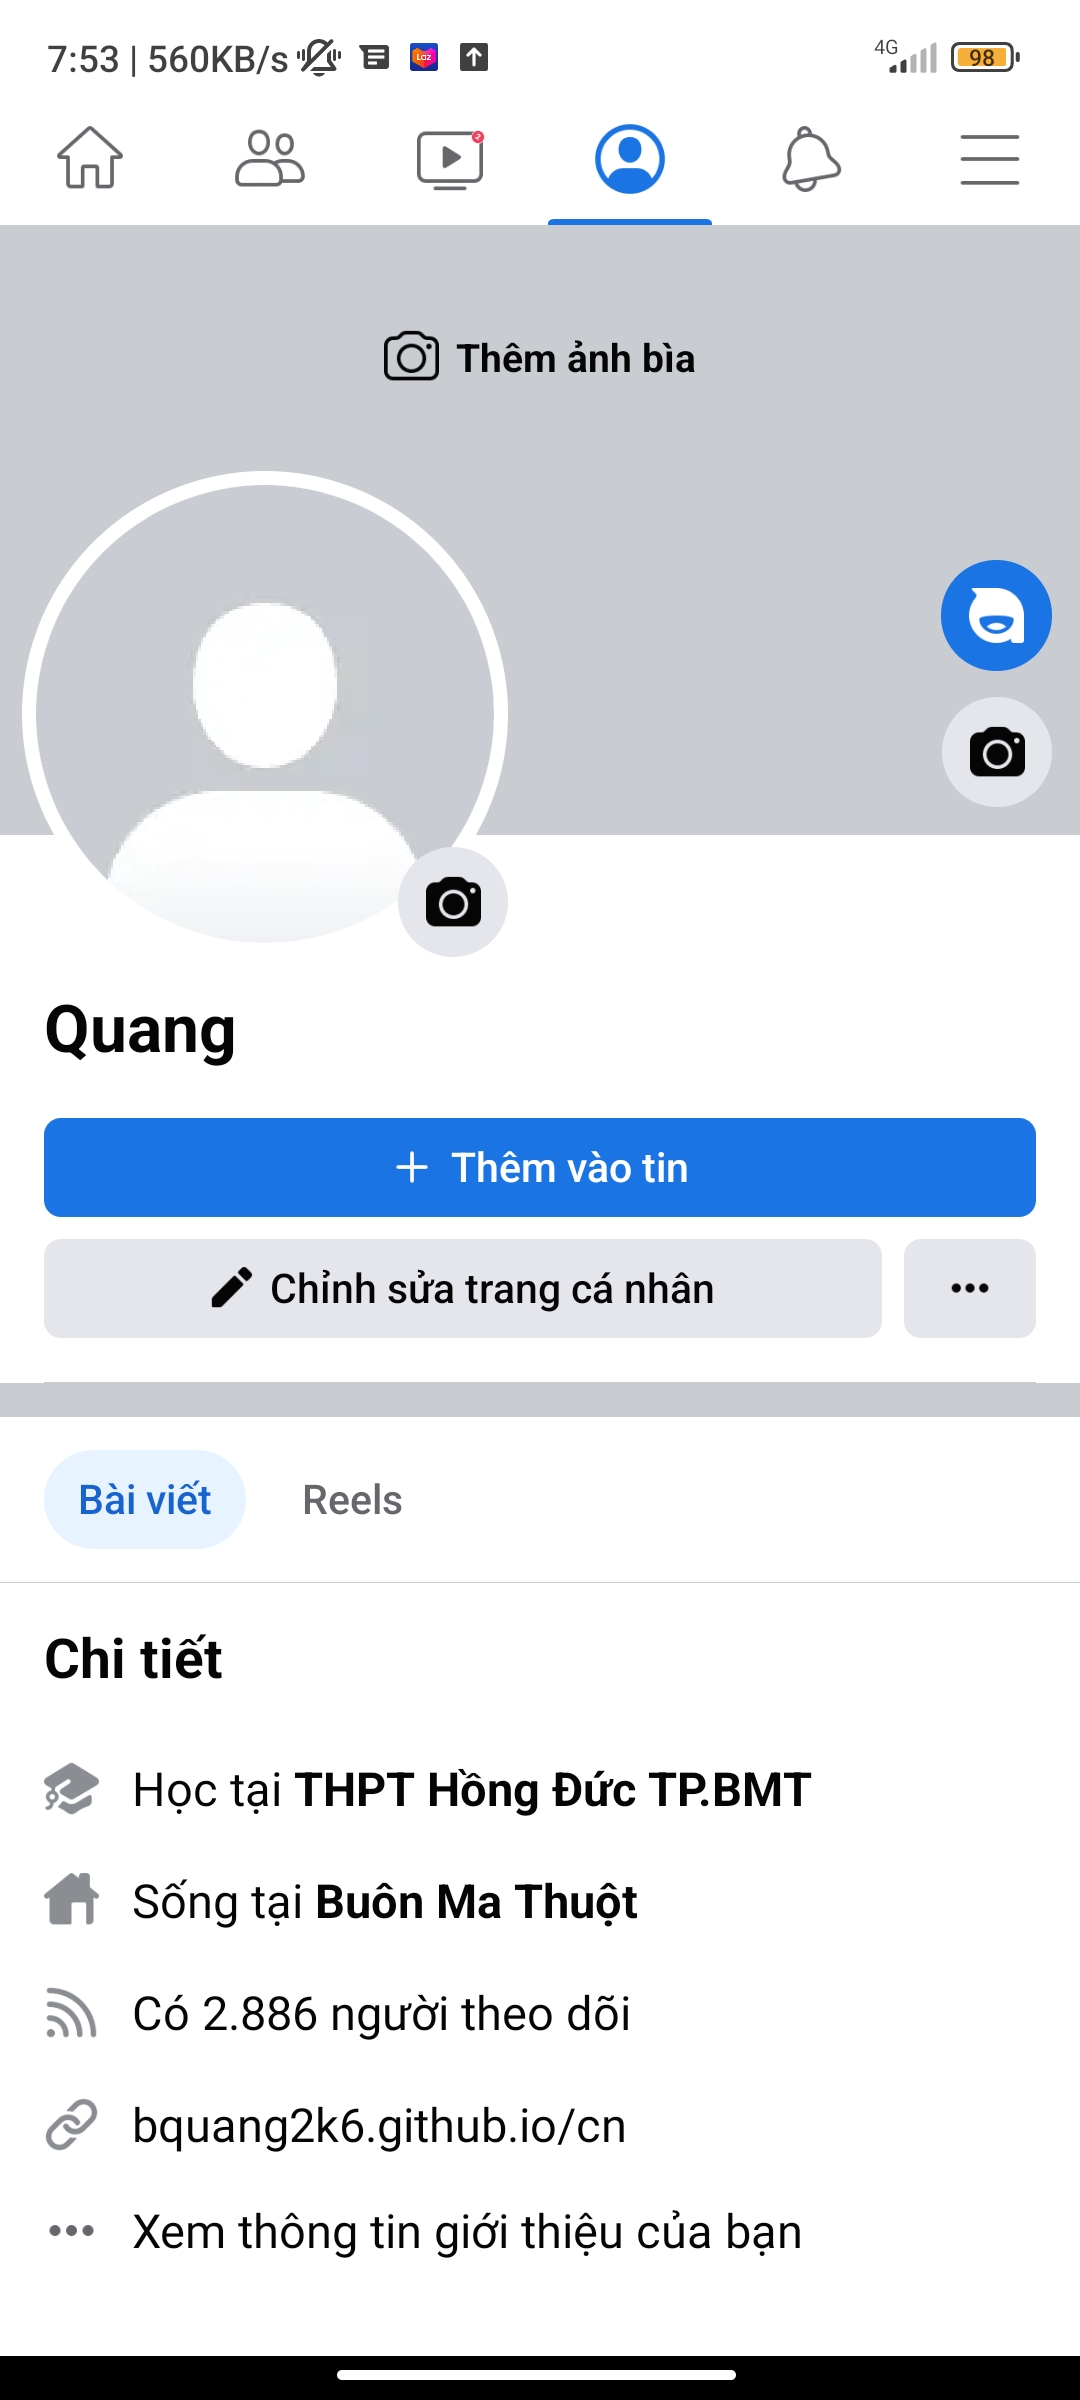 7:53 | 560KB/s
Laz
4G
98
2
Thêm ảnh bìa
Quang
+ Thêm vào tin
Chỉnh sửa trang cá nhân
Bài viết Reels
Chi tiết
Học tại THPT Hồng Đức TP.BMT
Sống tại Buôn Ma Thuột
Có 2.886 người theo dõi
bquang2k6.github.io/cn
Xem thông tin giới thiệu của bạn